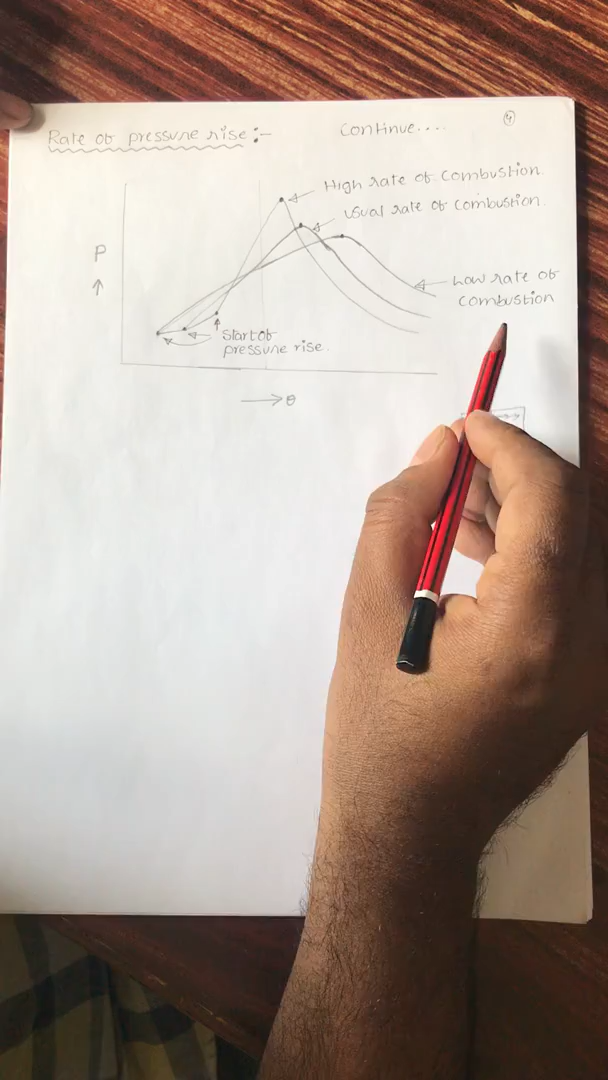 Rate of pressure rise :- Continue.... 4
High rate of combustion.
usual rate of combustion.
P
Low rate of
combustion
Start of
pressure rise.
θ